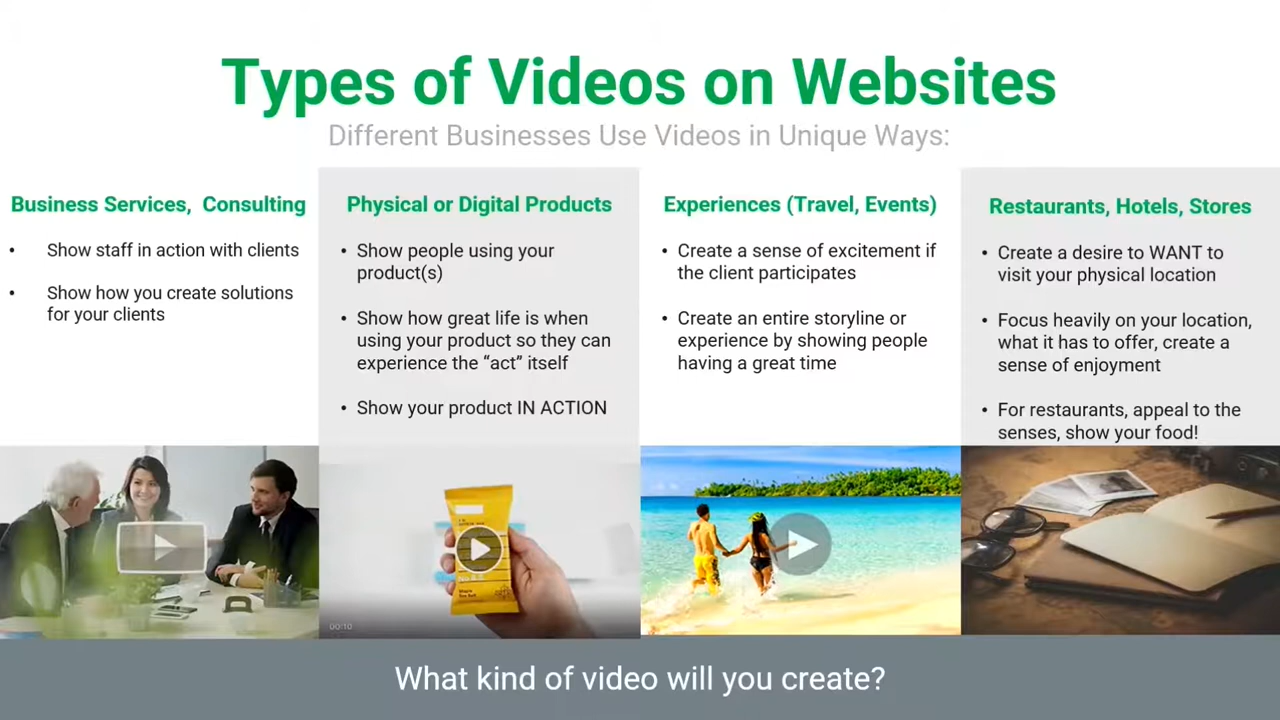 Types of Videos on Websites
Different Businesses Use Videos in Unique Ways:
Business Services,  Consulting
• Show staff in action with clients
• Show how you create solutions
for your clients
Physical or Digital Products
• Show people using your
product(s)
• Show how great life is when
using your product so they can
experience the “act” itself
• Show your product IN ACTION
00:10
Experiences (Travel, Events)
• Create a sense of excitement if
the client participates
• Create an entire storyline or
experience by showing people
having a great time
Restaurants, Hotels, Stores
• Create a desire to WANT to
visit your physical location
• Focus heavily on your location,
what it has to offer, create a
sense of enjoyment
• For restaurants, appeal to the
senses, show your food!
What kind of video will you create?